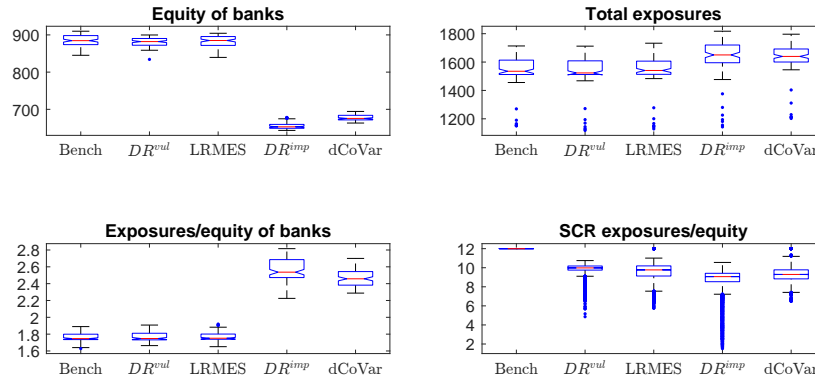 Equity of banks
Total exposures
900
700
Bench DR^vul LRMES DR^imp dCoVar
1800
1600
1400
1200
Bench DR^vul LRMES DR^imp dCoVar
Exposures/equity of banks
SCR exposures/equity
2.8
2.6
2.4
2.2
2
1.8
1.6
Bench DR^vul LRMES DR^imp dCoVar
12
10
8
6
4
2
Bench DR^vul LRMES DR^imp dCoVar